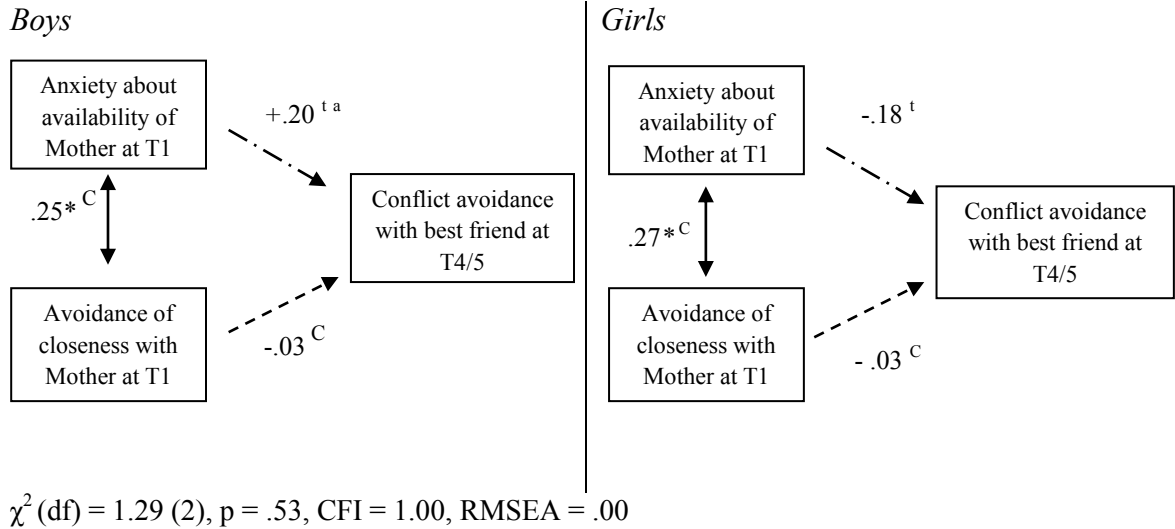 Boys
Anxiety about
availability of
Mother at T1
+.20 t a
.25* C
Conflict avoidance
with best friend at
T4/5
Avoidance of
closeness with
Mother at T1
-.03 C
Girls
Anxiety about
availability of
Mother at T1
-.18 t
.27* C
Conflict avoidance
with best friend at
T4/5
Avoidance of
closeness with
Mother at T1
- .03 C
χ² (df) = 1.29 (2), p = .53, CFI = 1.00, RMSEA = .00